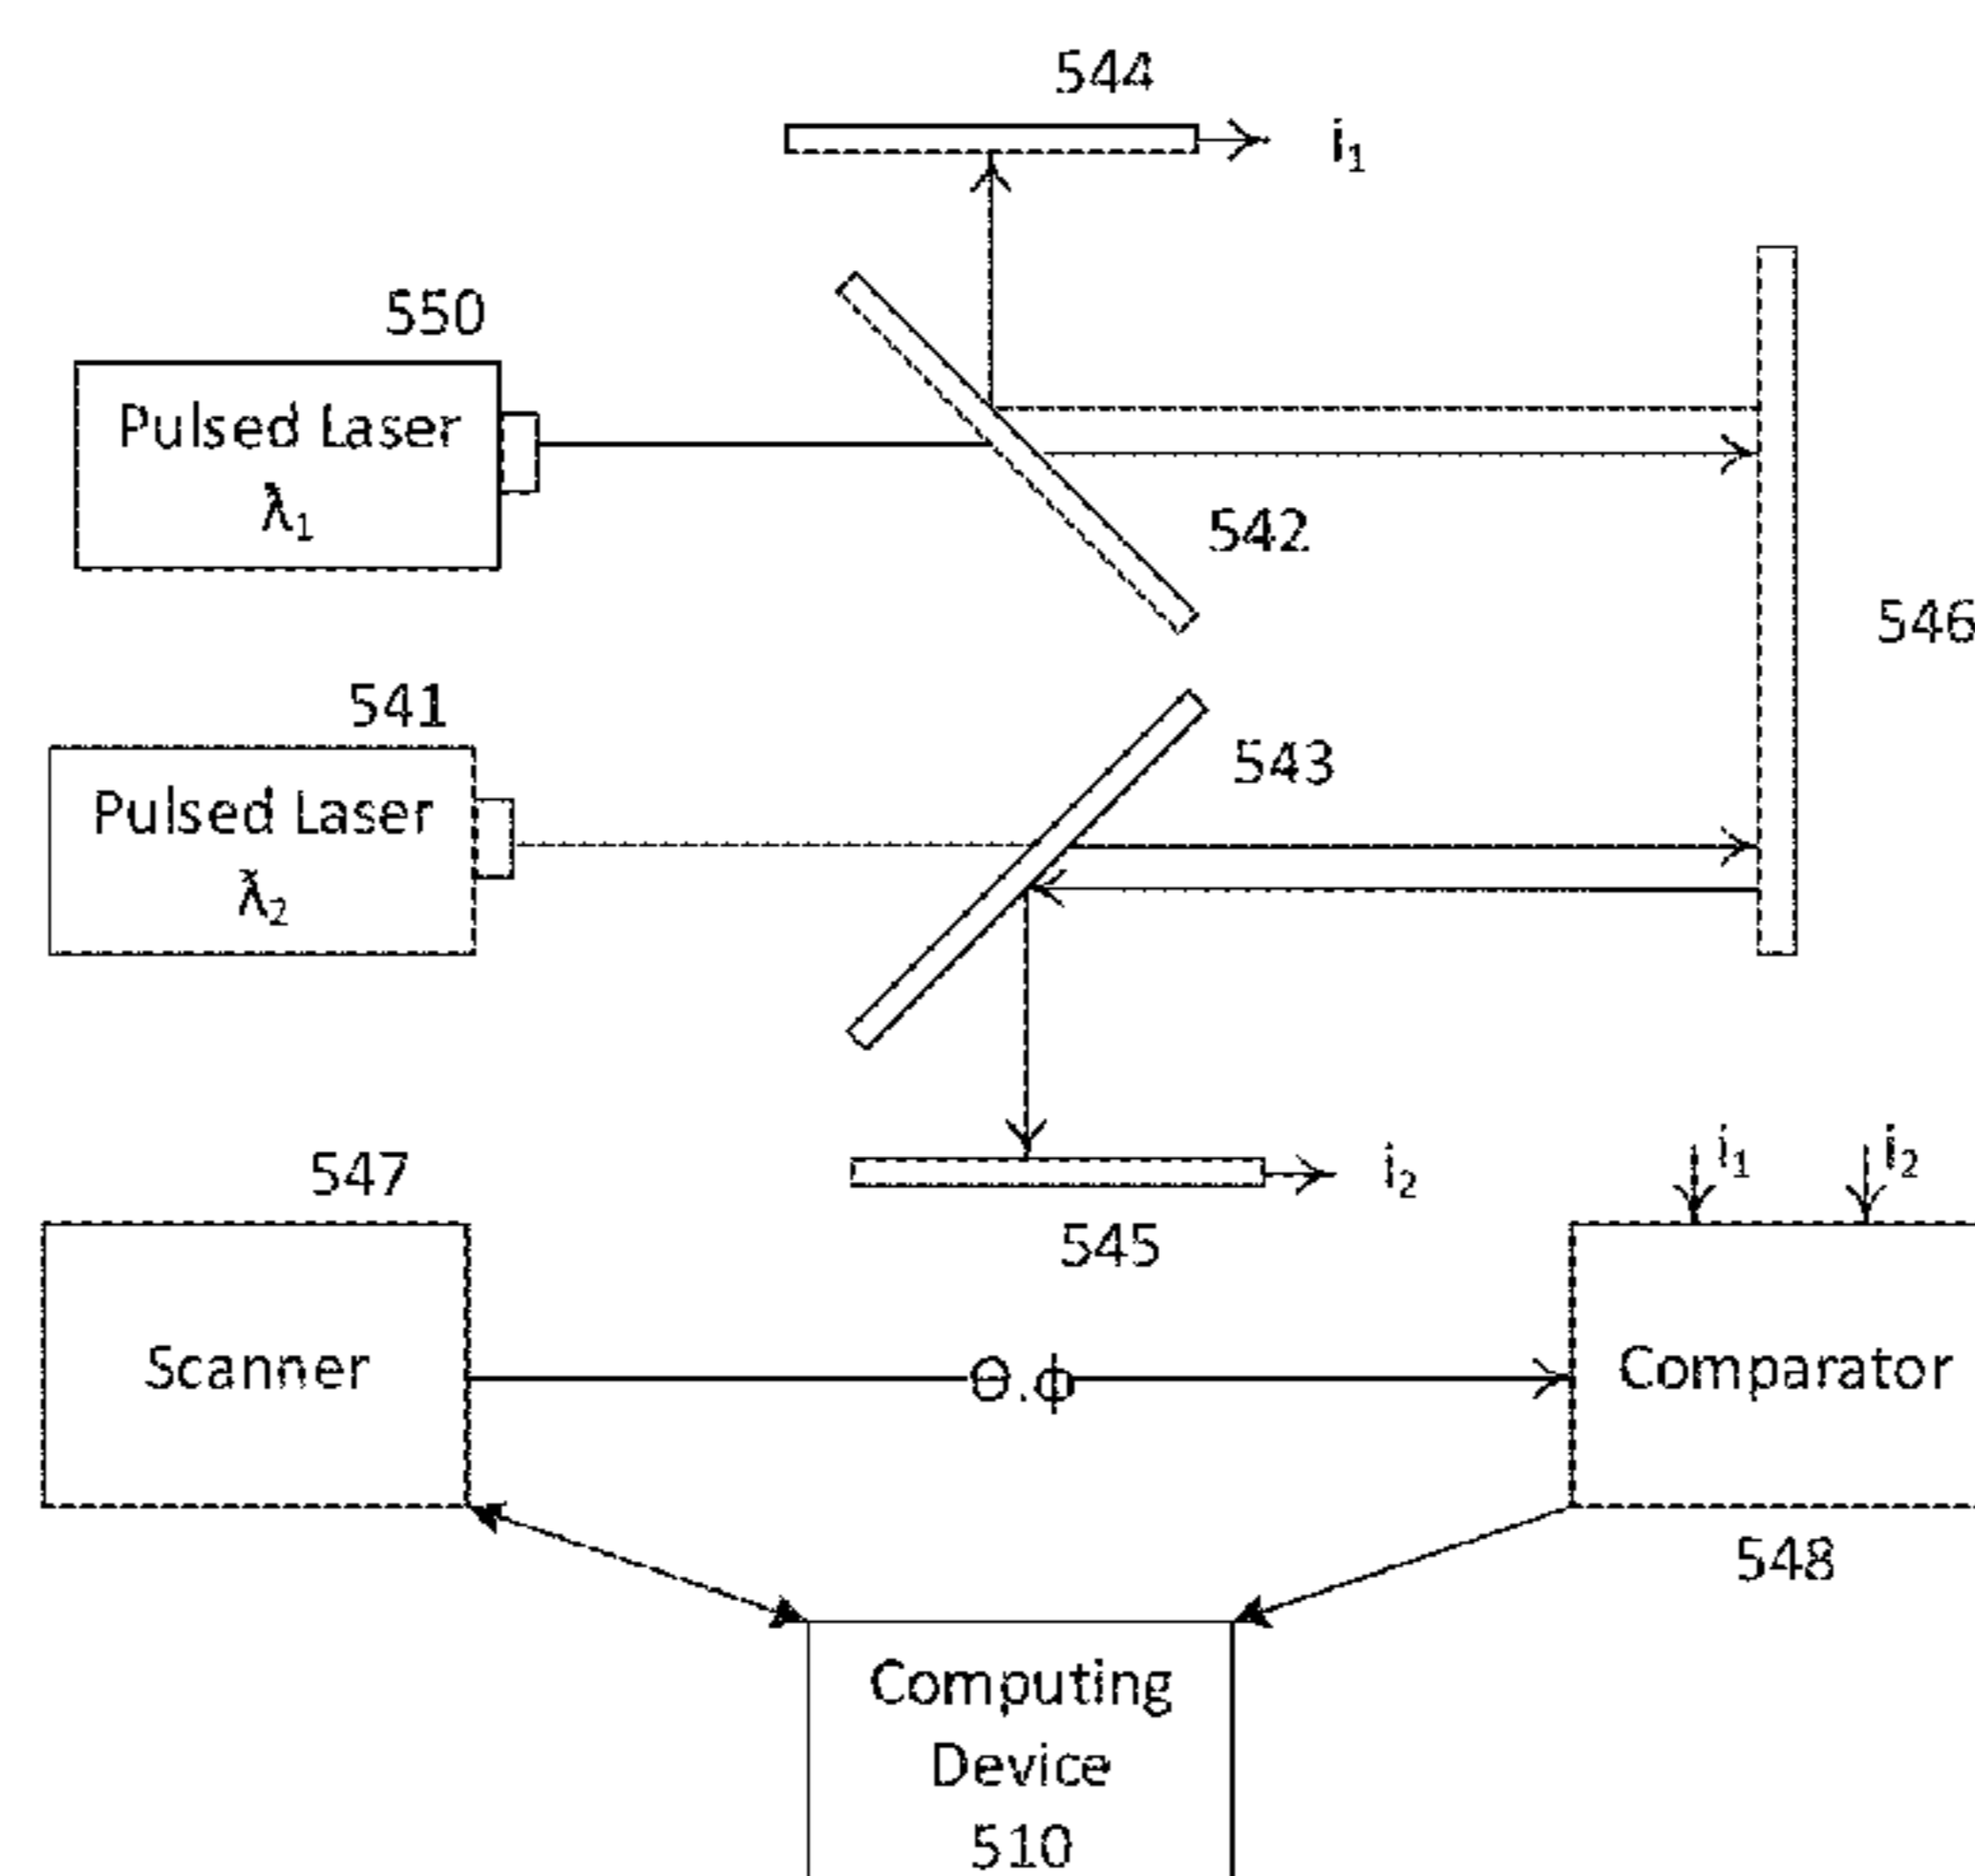 544
i₁
550
Pulsed Laser
λ₁
542
546
541
Pulsed Laser
λ₂
543
547
i₂
545
i₁
i₂
Scanner
Θ.ϕ
Comparator
548
Computing
Device
510